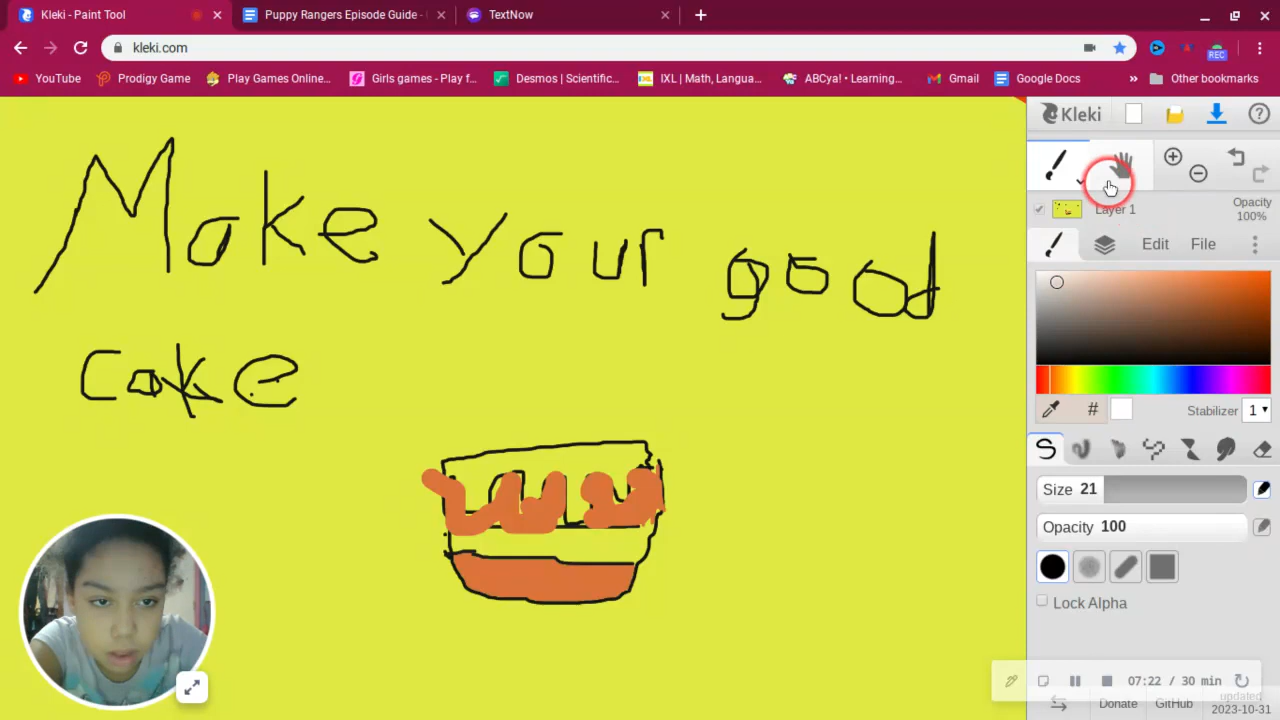 Kleki - Paint Tool
Puppy Rangers Episode Guide -
TextNow
kleki.com
REC
YouTube
Prodigy Game
Play Games Online...
Girls games - Play f...
Desmos | Scientific...
IXL | Math, Langua...
ABCya! • Learning...
Gmail
Google Docs
Other bookmarks
Make your good
cake
Kleki
Layer 1
Opacity
100%
Edit
File
#
Stabilizer
1
Size 21
Opacity 100
Lock Alpha
07:22 / 30 min
Donate
GitHub
updated
2023-10-31